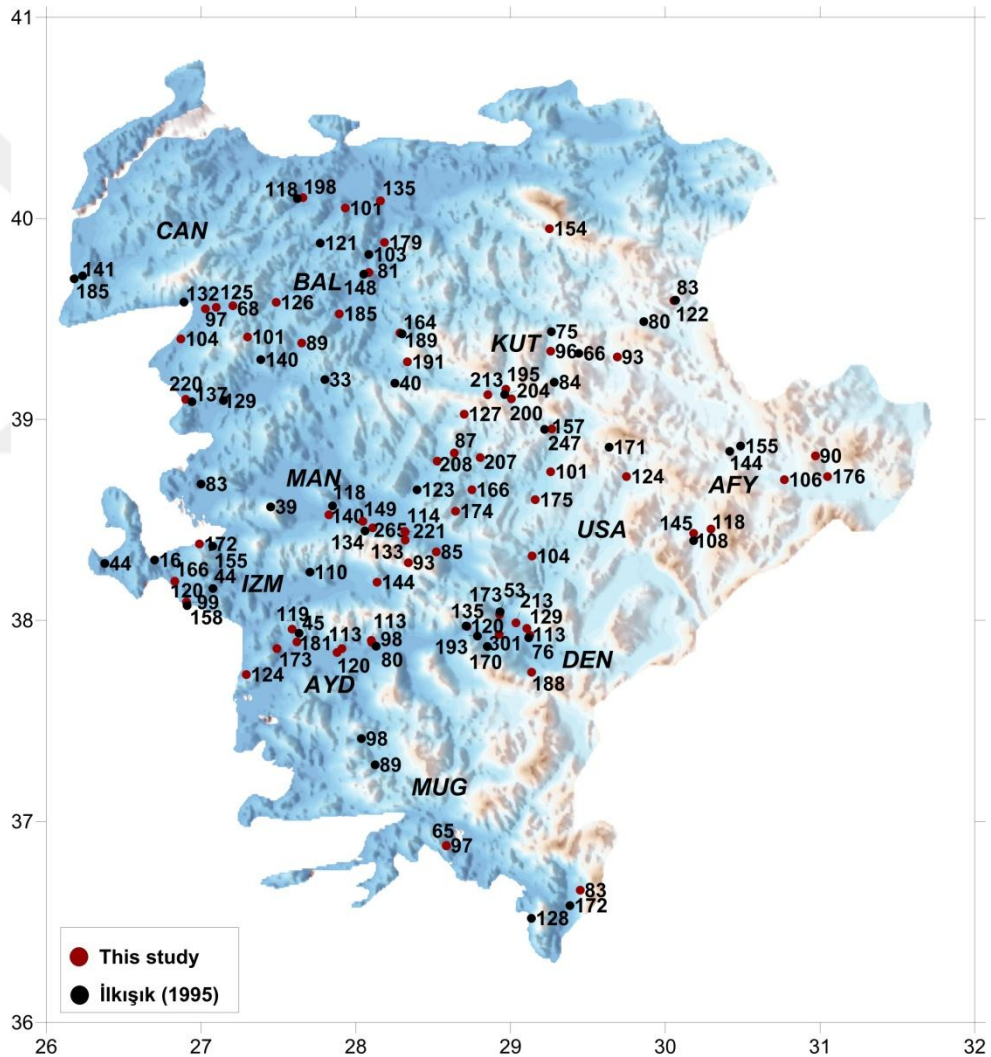 41
118 198 135
101
40
CAN
154
121 179
103
141
BAL 81
185 148
83
132 125 126
122
97 68 185
80
164
104 101 89 189
75
KUT 96 66 93
140 191
33 40
195
213 204
84
220 137
129
39
127 200
157
87 247
171 155
208 207
144 90
101
AFY
83 MAN 118 123 166 124 106 176
39 149 114 175
140 265 221 174
USA 145 118
134 133 108
172 93 85 104
16 155
44 166 110
44 IZM 144
120 99
38
158
53
173 213
119 45 113 135 120 129
113 98
181 193 301 113
173 120 80 170 76 DEN
124 AYD
188
98
89
MUG
37
65
97
83
172
128
This study
İlkışık (1995)
36
26 27 28 29 30 31 32